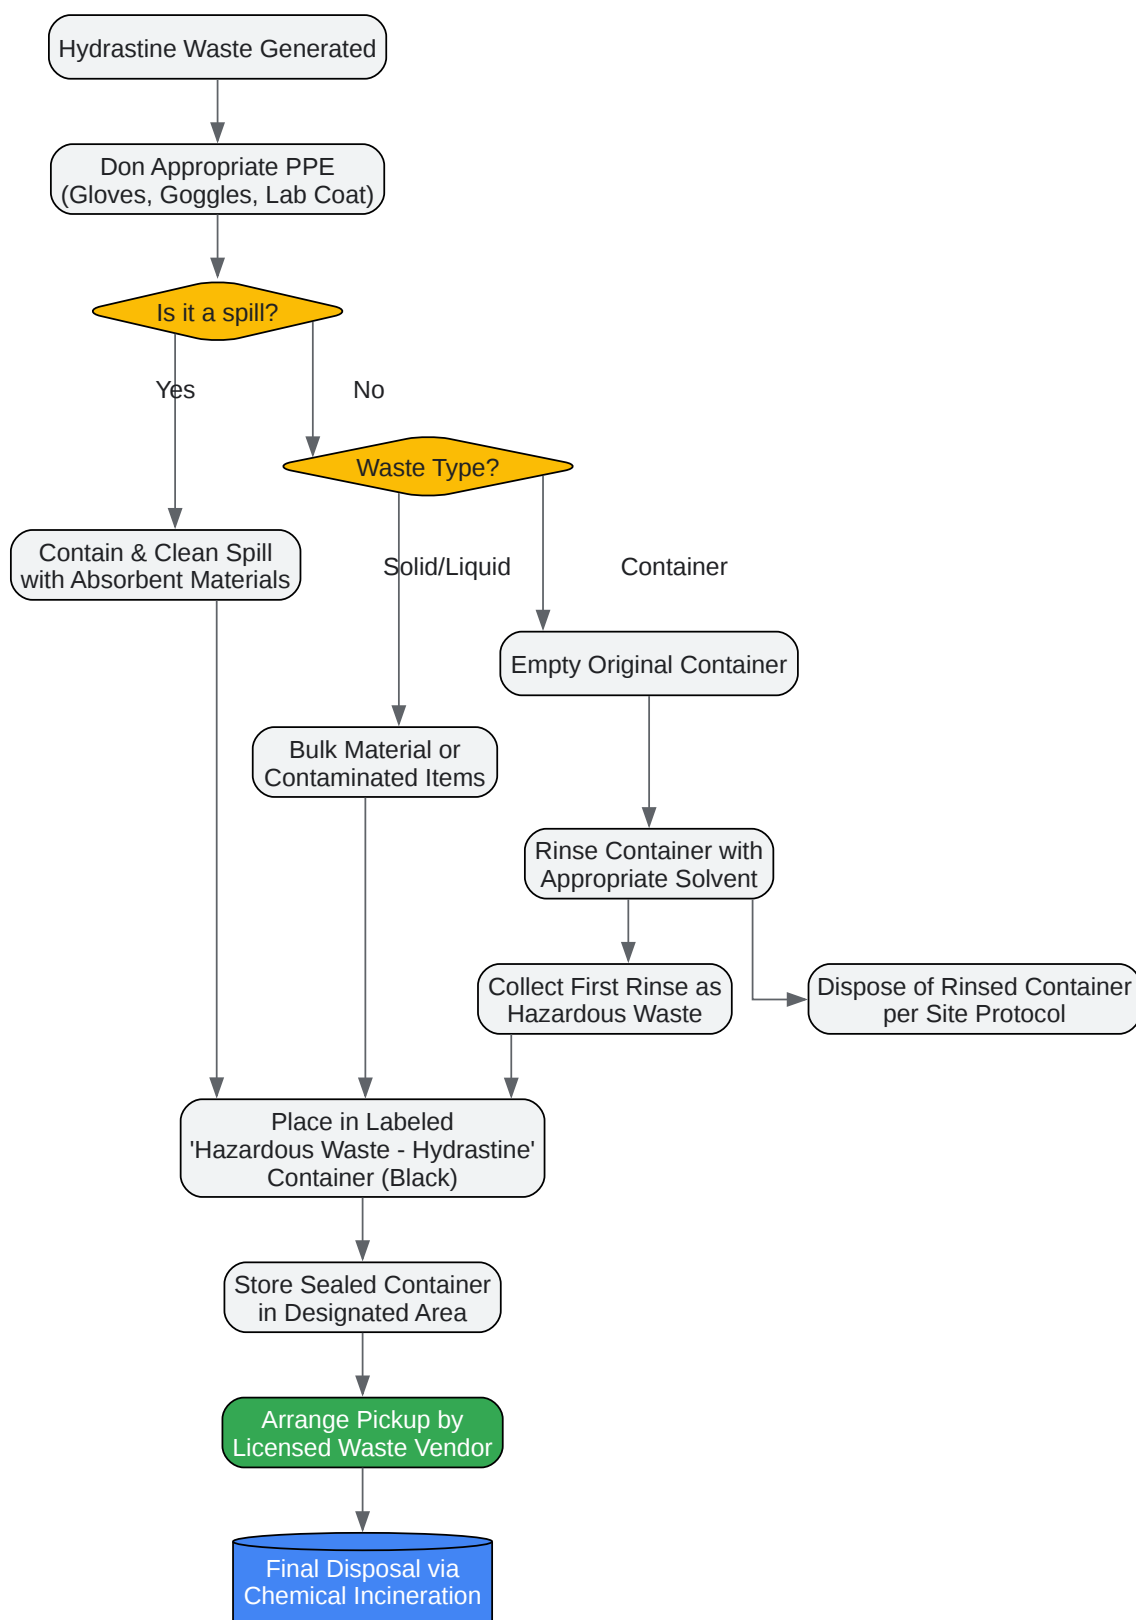 Hydrastine Waste Generated
Don Appropriate PPE
(Gloves, Goggles, Lab Coat)
Is it a spill?
Yes
No
Waste Type?
Contain & Clean Spill
with Absorbent Materials
Solid/Liquid
Container
Empty Original Container
Bulk Material or
Contaminated Items
Rinse Container with
Appropriate Solvent
Collect First Rinse as
Hazardous Waste
Dispose of Rinsed Container
per Site Protocol
Place in Labeled
'Hazardous Waste - Hydrastine'
Container (Black)
Store Sealed Container
in Designated Area
Arrange Pickup by
Licensed Waste Vendor
Final Disposal via
Chemical Incineration